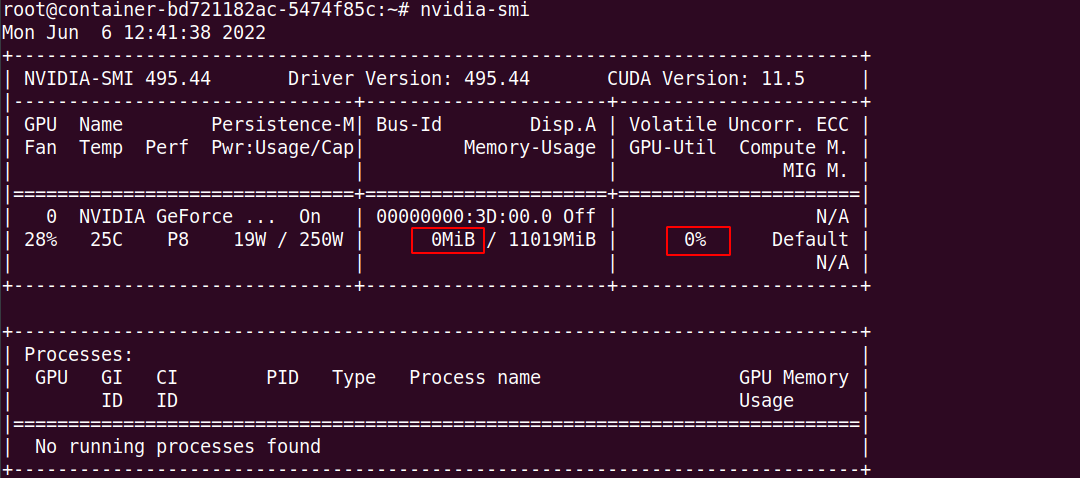 root@container-bd721182ac-5474f85c:~# nvidia-smi
Mon Jun  6 12:41:38 2022
+-----------------------------------------------------------------------------+
| NVIDIA-SMI 495.44       Driver Version: 495.44       CUDA Version: 11.5     |
|-------------------------------+----------------------+----------------------+
| GPU  Name        Persistence-M| Bus-Id        Disp.A | Volatile Uncorr. ECC |
| Fan  Temp  Perf  Pwr:Usage/Cap|         Memory-Usage | GPU-Util  Compute M. |
|                               |                      |               MIG M. |
|===============================+======================+======================|
|   0  NVIDIA GeForce ...  On   | 00000000:3D:00.0 Off |                  N/A |
| 28%   25C    P8    19W / 250W |      0MiB / 11019MiB |      0%      Default |
|                               |                      |                  N/A |
+-------------------------------+----------------------+----------------------+

+-----------------------------------------------------------------------------+
| Processes:                                                                  |
|  GPU   GI   CI        PID   Type   Process name                  GPU Memory |
|        ID   ID                                                   Usage      |
|=============================================================================|
|  No running processes found                                                 |
+-----------------------------------------------------------------------------+